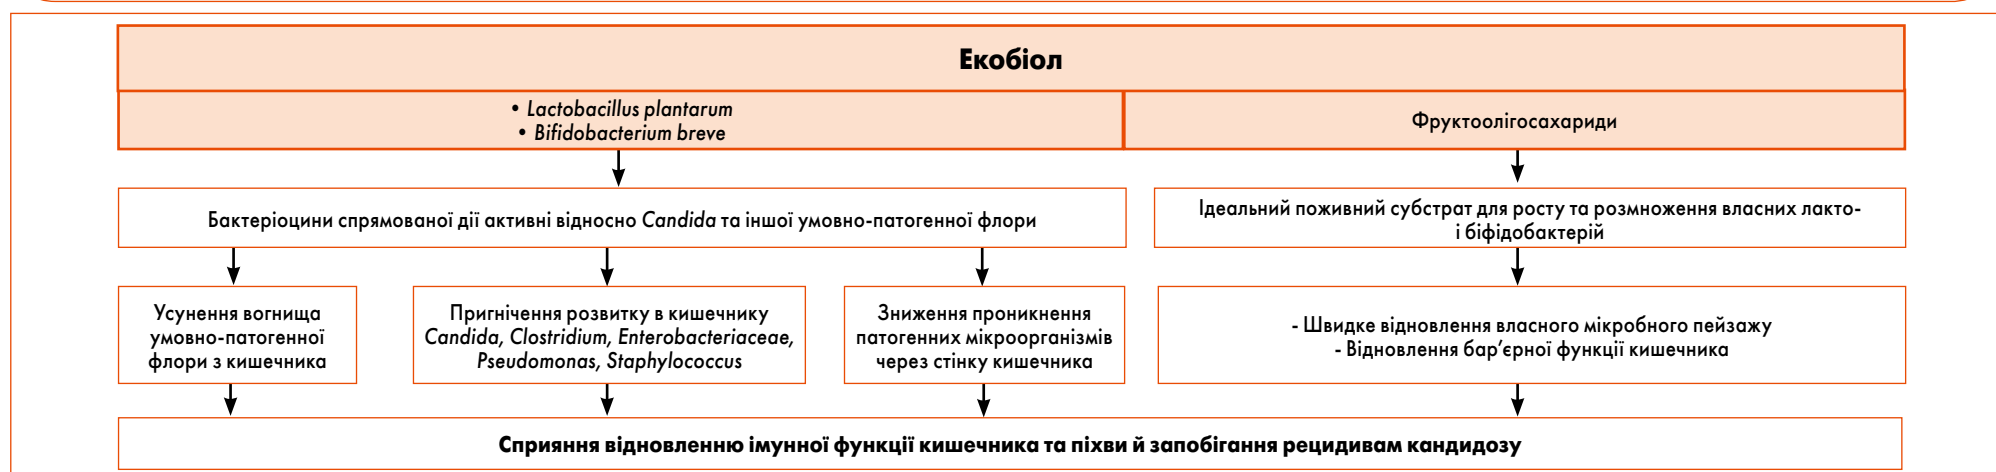 Екобіол
• Lactobacillus plantarum
• Bifidobacterium breve
Фруктоолігосахариди
Бактеріоцини спрямованої дії активні відносно Candida та іншої умовно-патогенної флори
Ідеальний поживний субстрат для росту та розмноження власних лакто-
і біфідобактерій
Усунення вогнища
умовно-патогенної
флори з кишечника
Пригнічення розвитку в кишечнику
Candida, Clostridium, Enterobacteriaceae,
Pseudomonas, Staphylococcus
Зниження проникнення
патогенних мікроорганізмів
через стінку кишечника
- Швидке відновлення власного мікробного пейзажу
- Відновлення бар’єрної функції кишечника
Сприяння відновленню імунної функції кишечника та піхви й запобігання рецидивам кандидозу